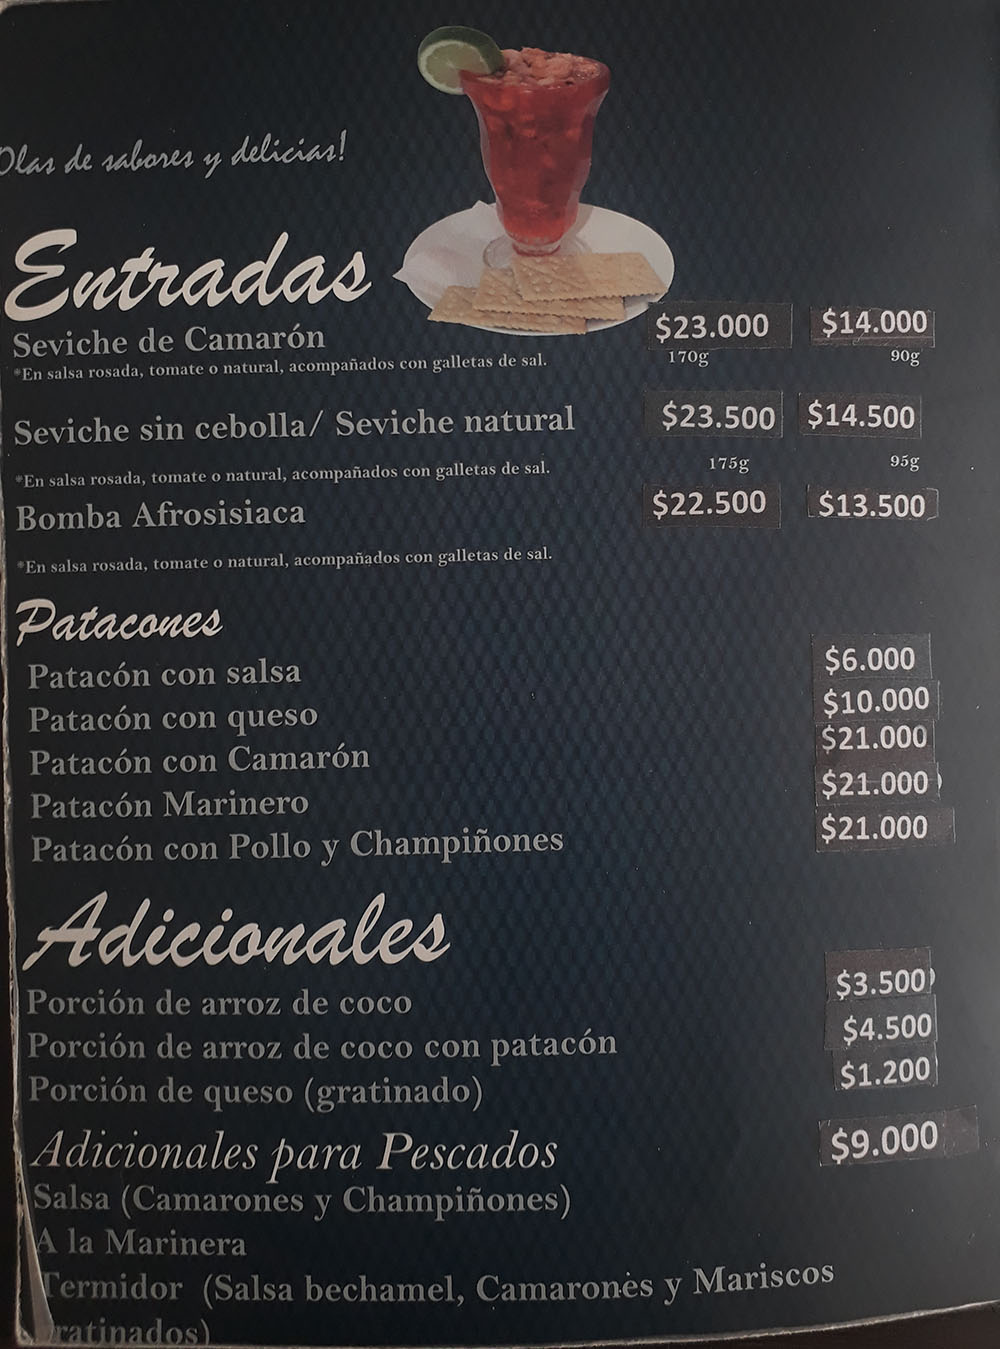 Olas de sabores y delicias!
Entradas
Seviche de Camarón $23.000 $14.000
*En salsa rosada, tomate o natural, acompañados con galletas de sal. 170g 90g
Seviche sin cebolla/ Seviche natural $23.500 $14.500
*En salsa rosada, tomate o natural, acompañados con galletas de sal. 175g 95g
Bomba Afrosisiaca $22.500 $13.500
*En salsa rosada, tomate o natural, acompañados con galletas de sal.
Patacones
Patacón con salsa $6.000
Patacón con queso $10.000
Patacón con Camarón $21.000
Patacón Marinero $21.000
Patacón con Pollo y Champiñones $21.000
Adicionales
Porción de arroz de coco $3.500
Porción de arroz de coco con patacón $4.500
Porción de queso (gratinado) $1.200
Adicionales para Pescados $9.000
Salsa (Camarones y Champiñones)
A la Marinera
Termidor (Salsa bechamel, Camarones y Mariscos
ratinados)